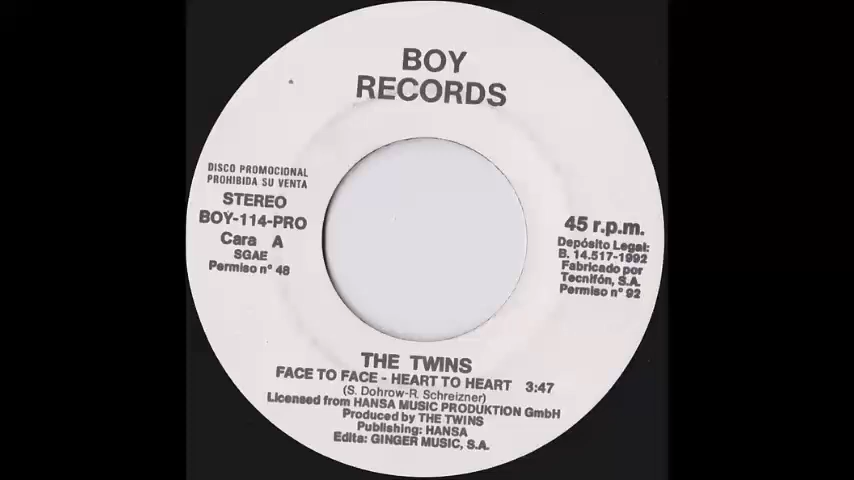 BOY
RECORDS
DISCO PROMOCIONAL
PROHIBIDA SU VENTA
STEREO
BOY-114-PRO
Cara A
SGAE
Permiso nº 48
45 r.p.m.
Depósito Legal:
B. 14.517-1992
Fabricado por
Tecnifón, S.A.
Permiso nº 92
THE TWINS
FACE TO FACE - HEART TO HEART 3:47
(S. Dohrow-R. Schreizner)
Licensed from HANSA MUSIC PRODUKTION GmbH
Produced by THE TWINS
Publishing: HANSA
Edita: GINGER MUSIC, S.A.